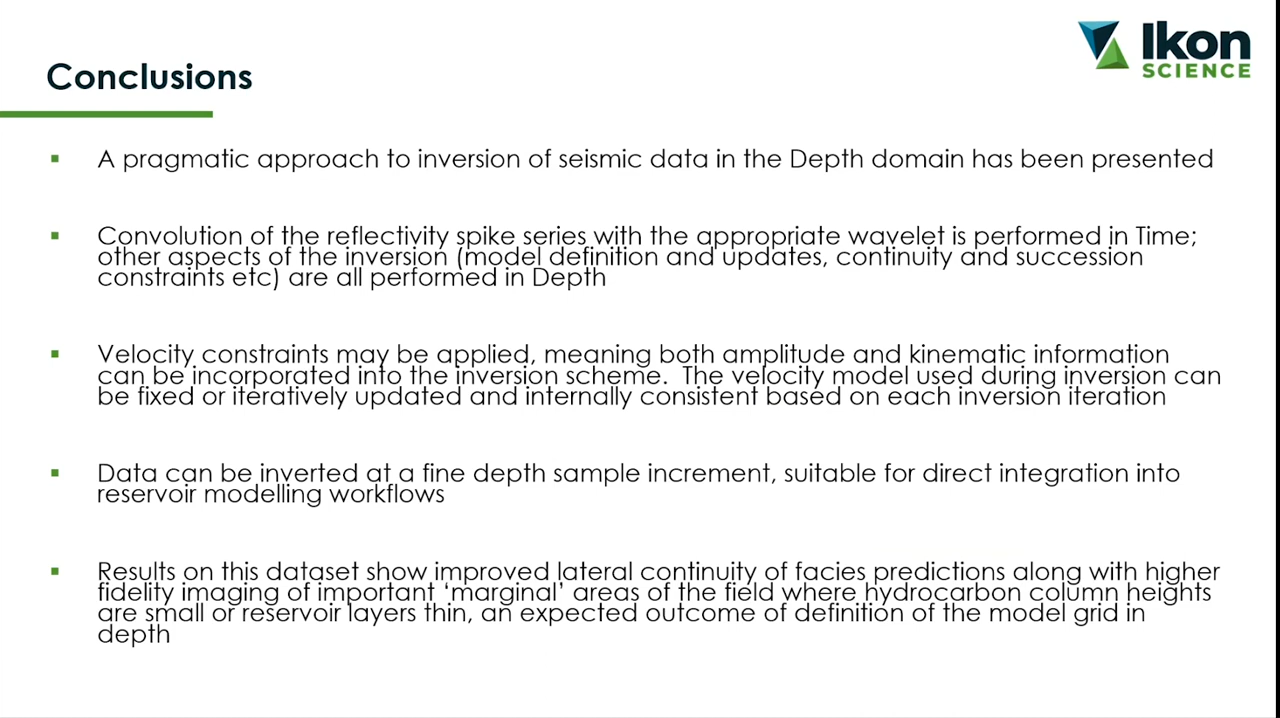 Ikon
SCIENCE
Conclusions
▪ A pragmatic approach to inversion of seismic data in the Depth domain has been presented
▪ Convolution of the reflectivity spike series with the appropriate wavelet is performed in Time;
other aspects of the inversion (model definition and updates, continuity and succession
constraints etc) are all performed in Depth
▪ Velocity constraints may be applied, meaning both amplitude and kinematic information
can be incorporated into the inversion scheme.  The velocity model used during inversion can
be fixed or iteratively updated and internally consistent based on each inversion iteration
▪ Data can be inverted at a fine depth sample increment, suitable for direct integration into
reservoir modelling workflows
▪ Results on this dataset show improved lateral continuity of facies predictions along with higher
fidelity imaging of important ‘marginal’ areas of the field where hydrocarbon column heights
are small or reservoir layers thin, an expected outcome of definition of the model grid in
depth